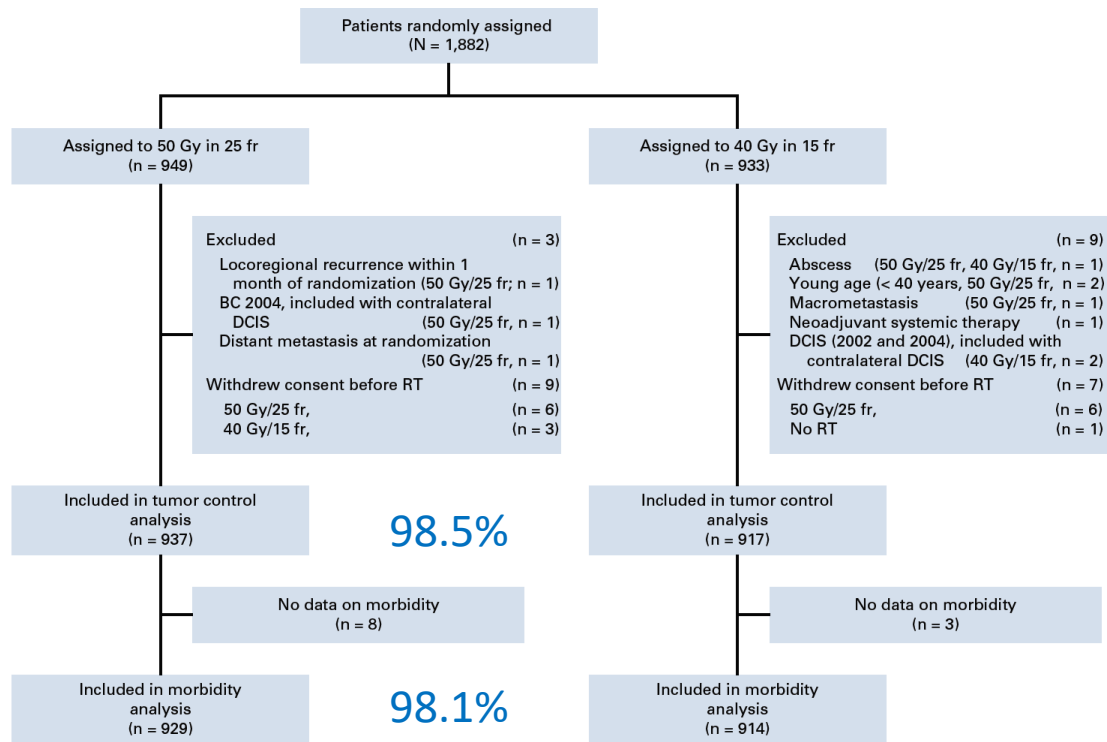 Patients randomly assigned
(N = 1,882)
Assigned to 50 Gy in 25 fr
(n = 949)
Assigned to 40 Gy in 15 fr
(n = 933)
Excluded (n = 3)
Locoregional recurrence within 1
month of randomization (50 Gy/25 fr; n = 1)
BC 2004, included with contralateral
DCIS (50 Gy/25 fr, n = 1)
Distant metastasis at randomization
(50 Gy/25 fr, n = 1)
Withdrew consent before RT (n = 9)
50 Gy/25 fr, (n = 6)
40 Gy/15 fr, (n = 3)
Excluded (n = 9)
Abscess (50 Gy/25 fr, 40 Gy/15 fr, n = 1)
Young age (< 40 years, 50 Gy/25 fr, n = 2)
Macrometastasis (50 Gy/25 fr, n = 1)
Neoadjuvant systemic therapy (n = 1)
DCIS (2002 and 2004), included with
contralateral DCIS (40 Gy/15 fr, n = 2)
Withdrew consent before RT (n = 7)
50 Gy/25 fr, (n = 6)
No RT (n = 1)
Included in tumor control
analysis
(n = 937)
98.5%
Included in tumor control
analysis
(n = 917)
No data on morbidity
(n = 8)
No data on morbidity
(n = 3)
Included in morbidity
analysis
(n = 929)
98.1%
Included in morbidity
analysis
(n = 914)